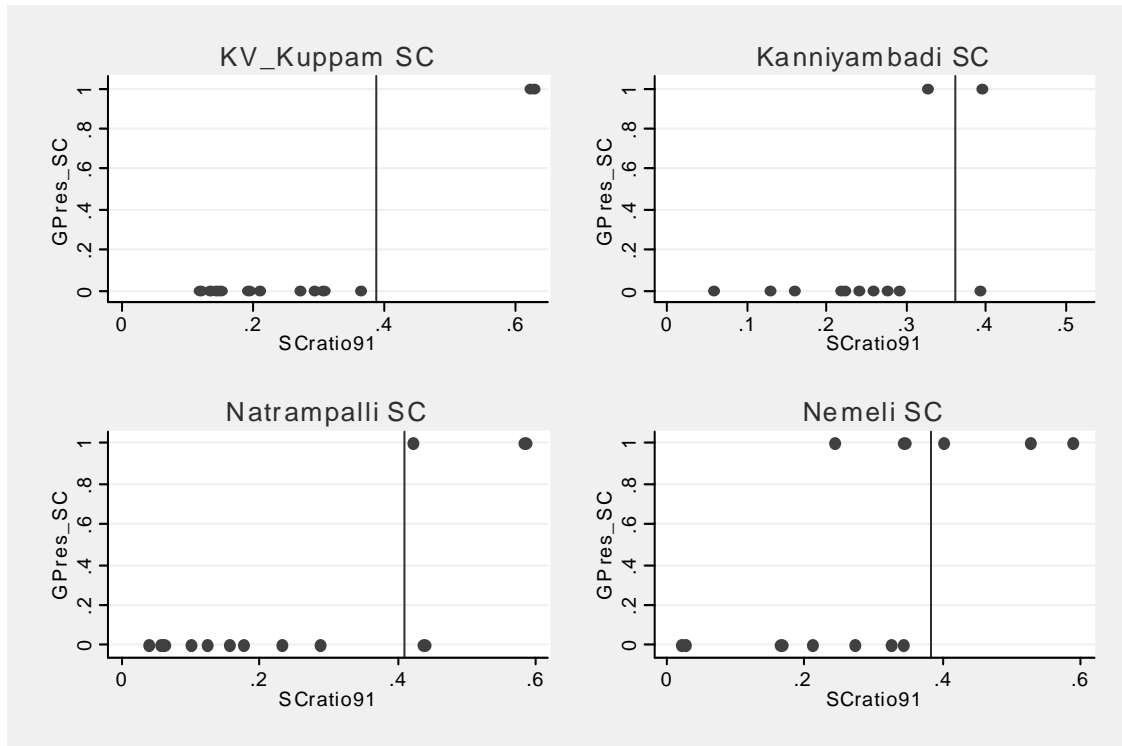 KV_Kuppam SC
GPres_SC
0 .2 .4 .6 .8 1
0 .2 .4 .6
SCratio91
Kanniyambadi SC
GPres_SC
0 .2 .4 .6 .8 1
0 .1 .2 .3 .4 .5
SCratio91
Natrampalli SC
GPres_SC
0 .2 .4 .6 .8 1
0 .2 .4 .6
SCratio91
Nemeli SC
GPres_SC
0 .2 .4 .6 .8 1
0 .2 .4 .6
SCratio91